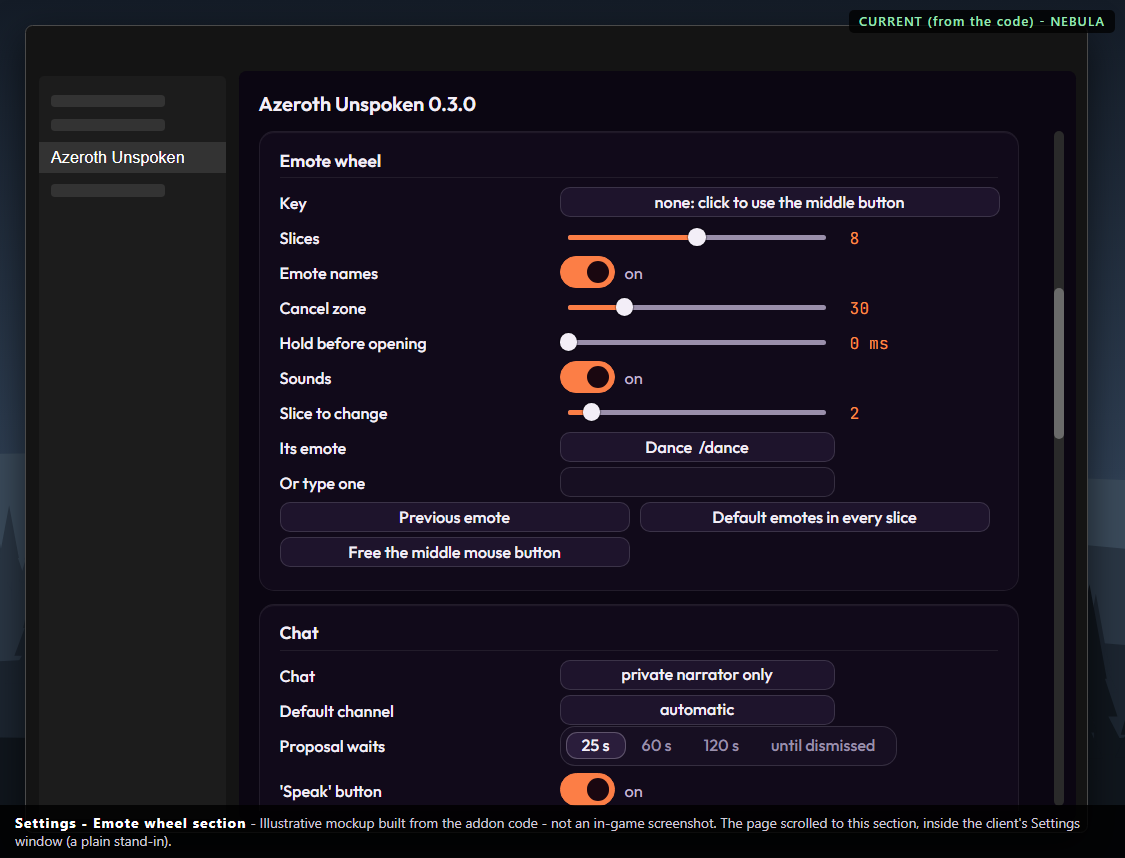 CURRENT (from the code) - NEBULA
Azeroth Unspoken
Azeroth Unspoken 0.3.0
Emote wheel
Key none: click to use the middle button
Slices 8
Emote names on
Cancel zone 30
Hold before opening 0 ms
Sounds on
Slice to change 2
Its emote Dance /dance
Or type one
Previous emote Default emotes in every slice
Free the middle mouse button
Chat
Chat private narrator only
Default channel automatic
Proposal waits 25 s 60 s 120 s until dismissed
'Speak' button on
Settings - Emote wheel section - Illustrative mockup built from the addon code - not an in-game screenshot. The page scrolled to this section, inside the client's Settings
window (a plain stand-in).